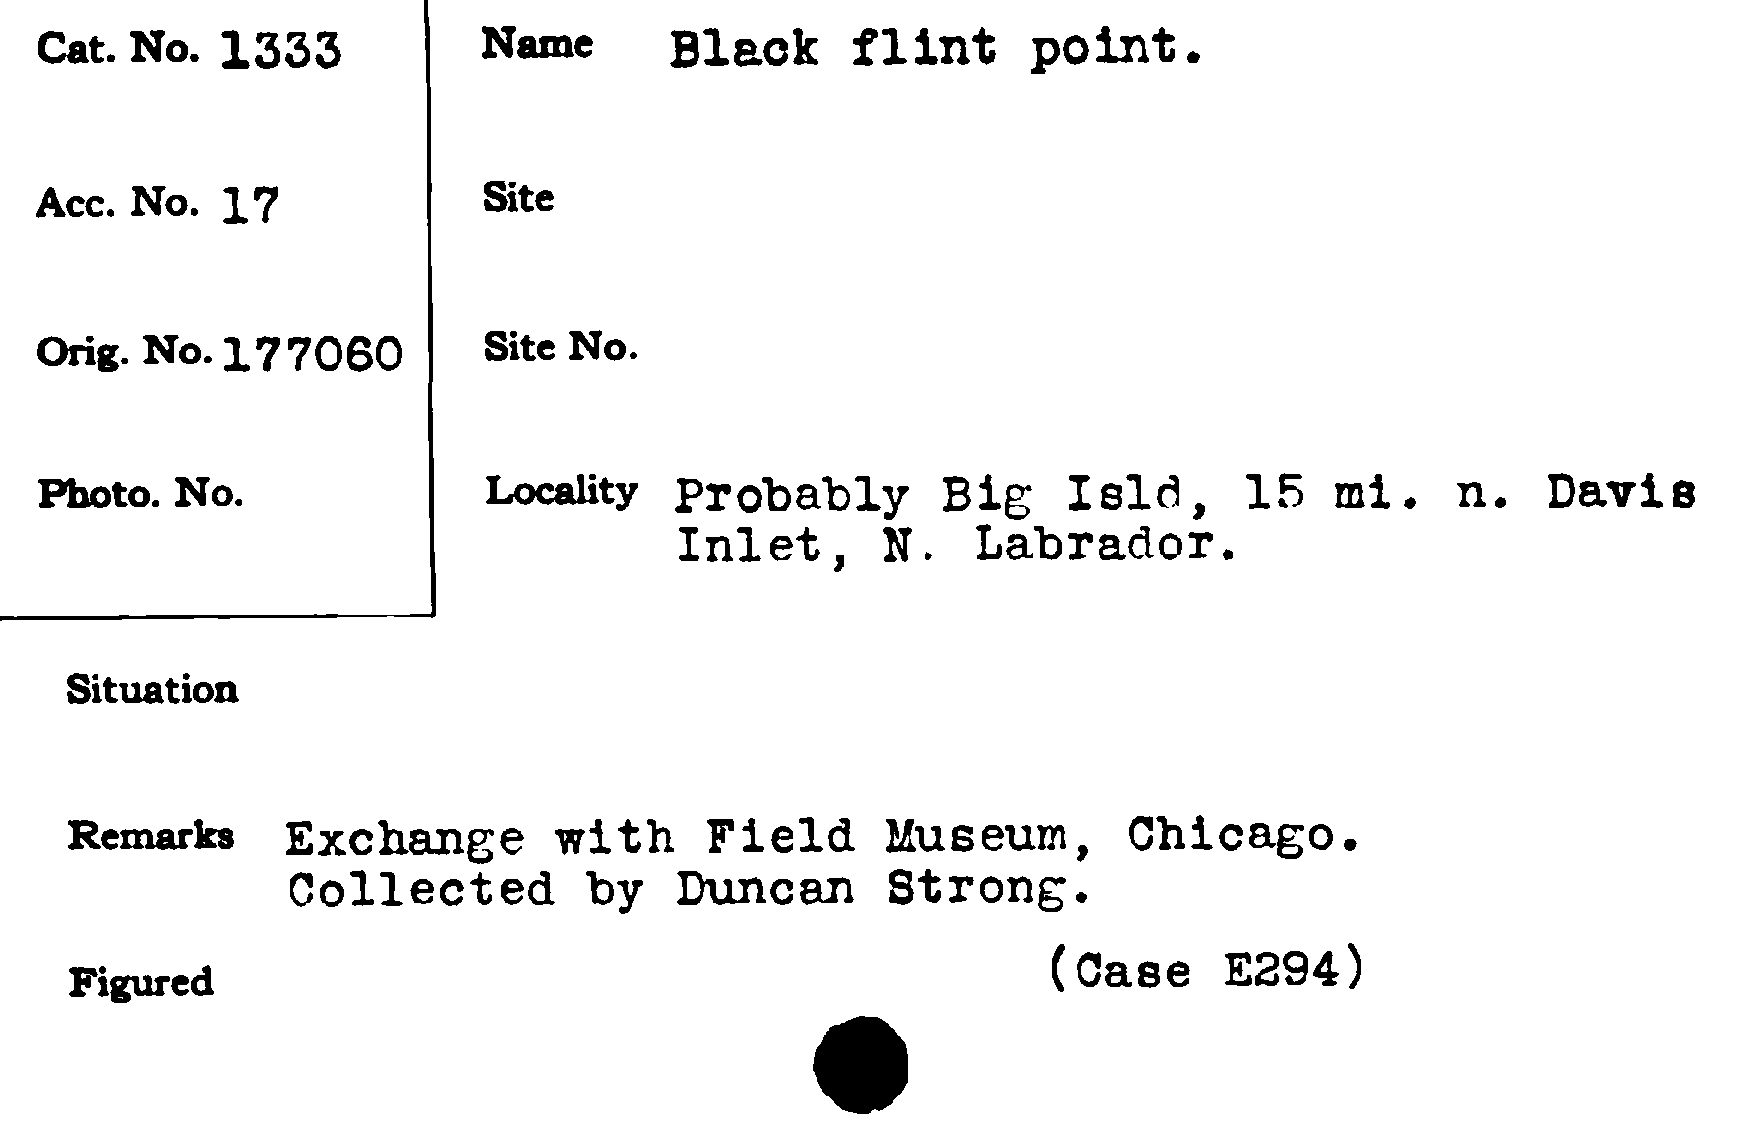 Cat. No. 1333
Name Black flint point.
Acc. No. 17
Site
Orig. No. 177060
Site No.
Photo. No.
Locality Probably Big Isld, 15 mi. n. Davis
Inlet, N. Labrador.
Situation
Remarks Exchange with Field Museum, Chicago.
Collected by Duncan Strong.
(Case E294)
Figured